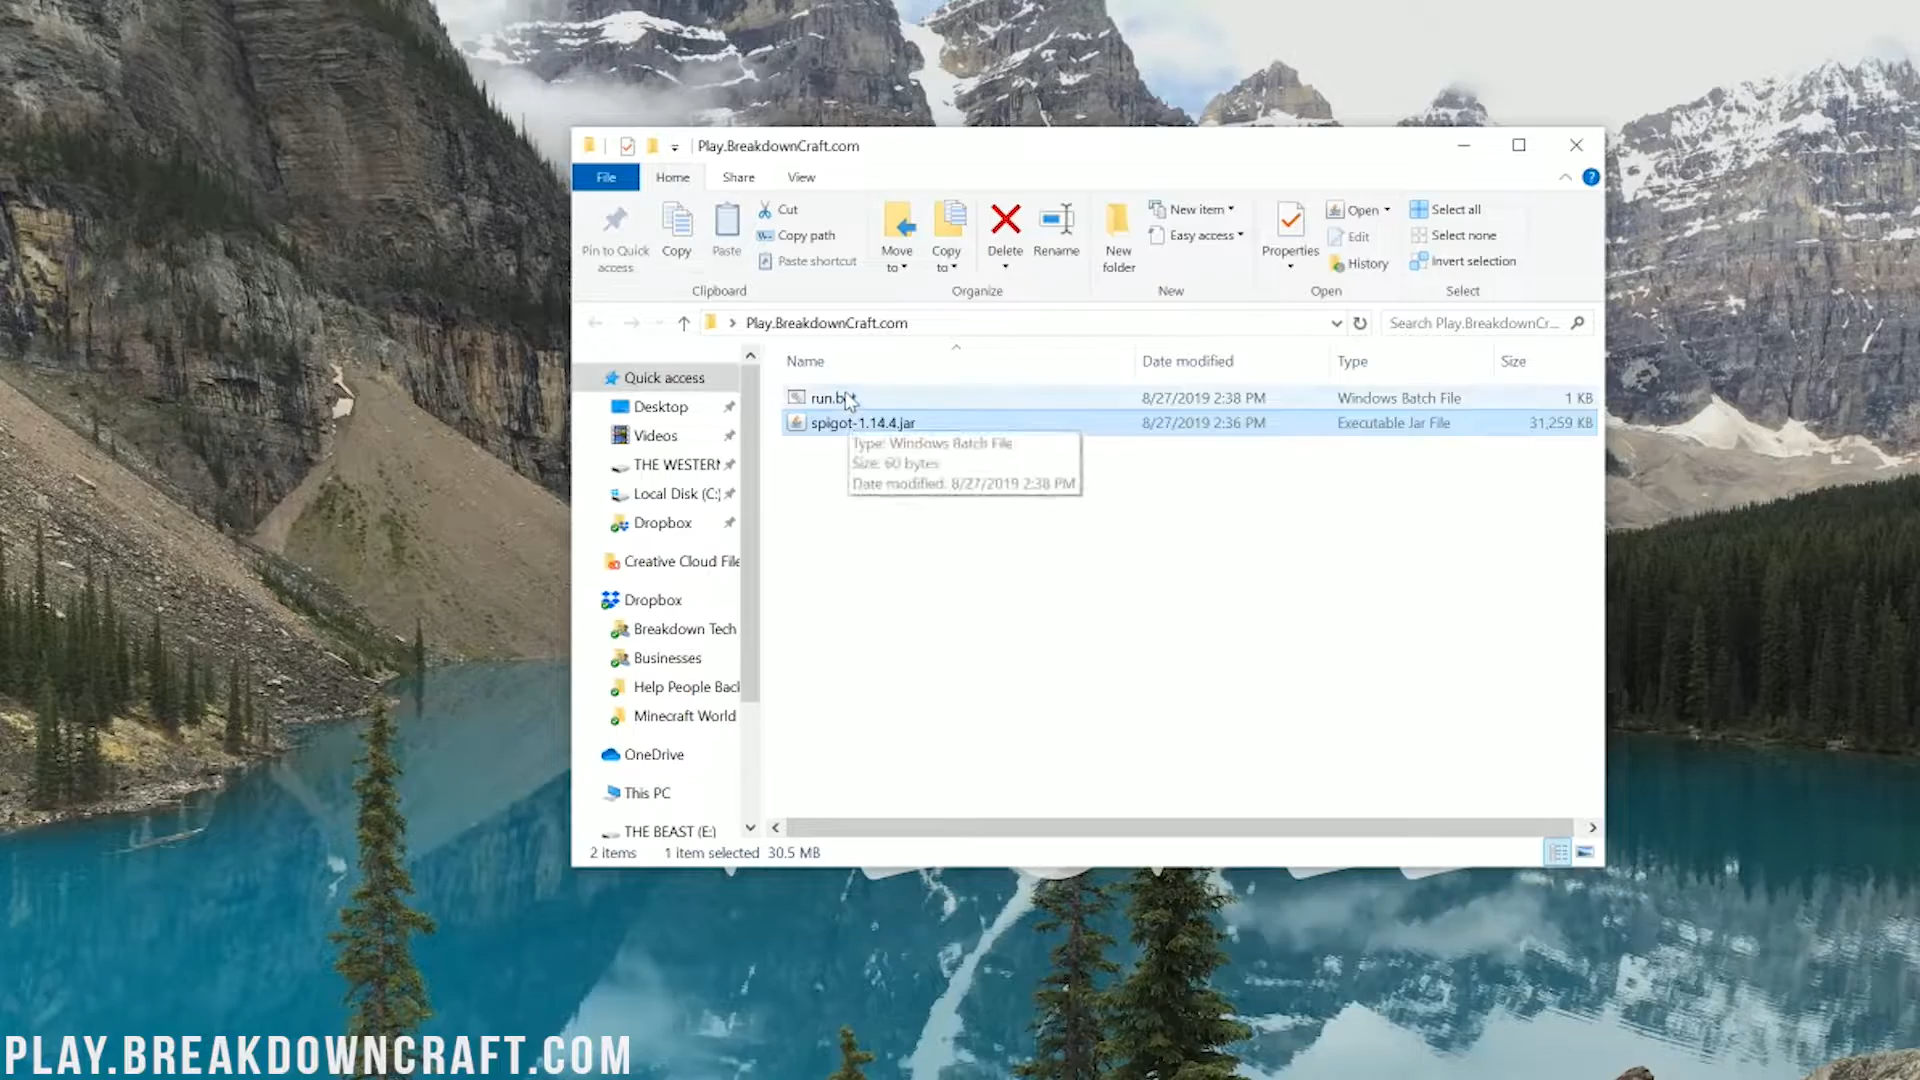 Play.BreakdownCraft.com
File
Home
Share
View
Pin to Quick access
Copy
Paste
Cut
Copy path
Paste shortcut
Clipboard
Move to
Copy to
Delete
Rename
Organize
New folder
New item
Easy access
New
Properties
Open
Edit
History
Open
Select all
Select none
Invert selection
Select
Play.BreakdownCraft.com
Search Play.BreakdownCr...
Name
Date modified
Type
Size
run.b
8/27/2019 2:38 PM
Windows Batch File
1 KB
spigot-1.14.4.jar
8/27/2019 2:36 PM
Executable Jar File
31,259 KB
Type: Windows Batch File
Size: 60 bytes
Date modified: 8/27/2019 2:38 PM
Quick access
Desktop
Videos
THE WESTERN
Local Disk (C:)
Dropbox
Creative Cloud File
Dropbox
Breakdown Tech
Businesses
Help People Bacl
Minecraft World
OneDrive
This PC
THE BEAST (E:)
2 items
1 item selected 30.5 MB
PLAY.BREAKDOWNCRAFT.COM